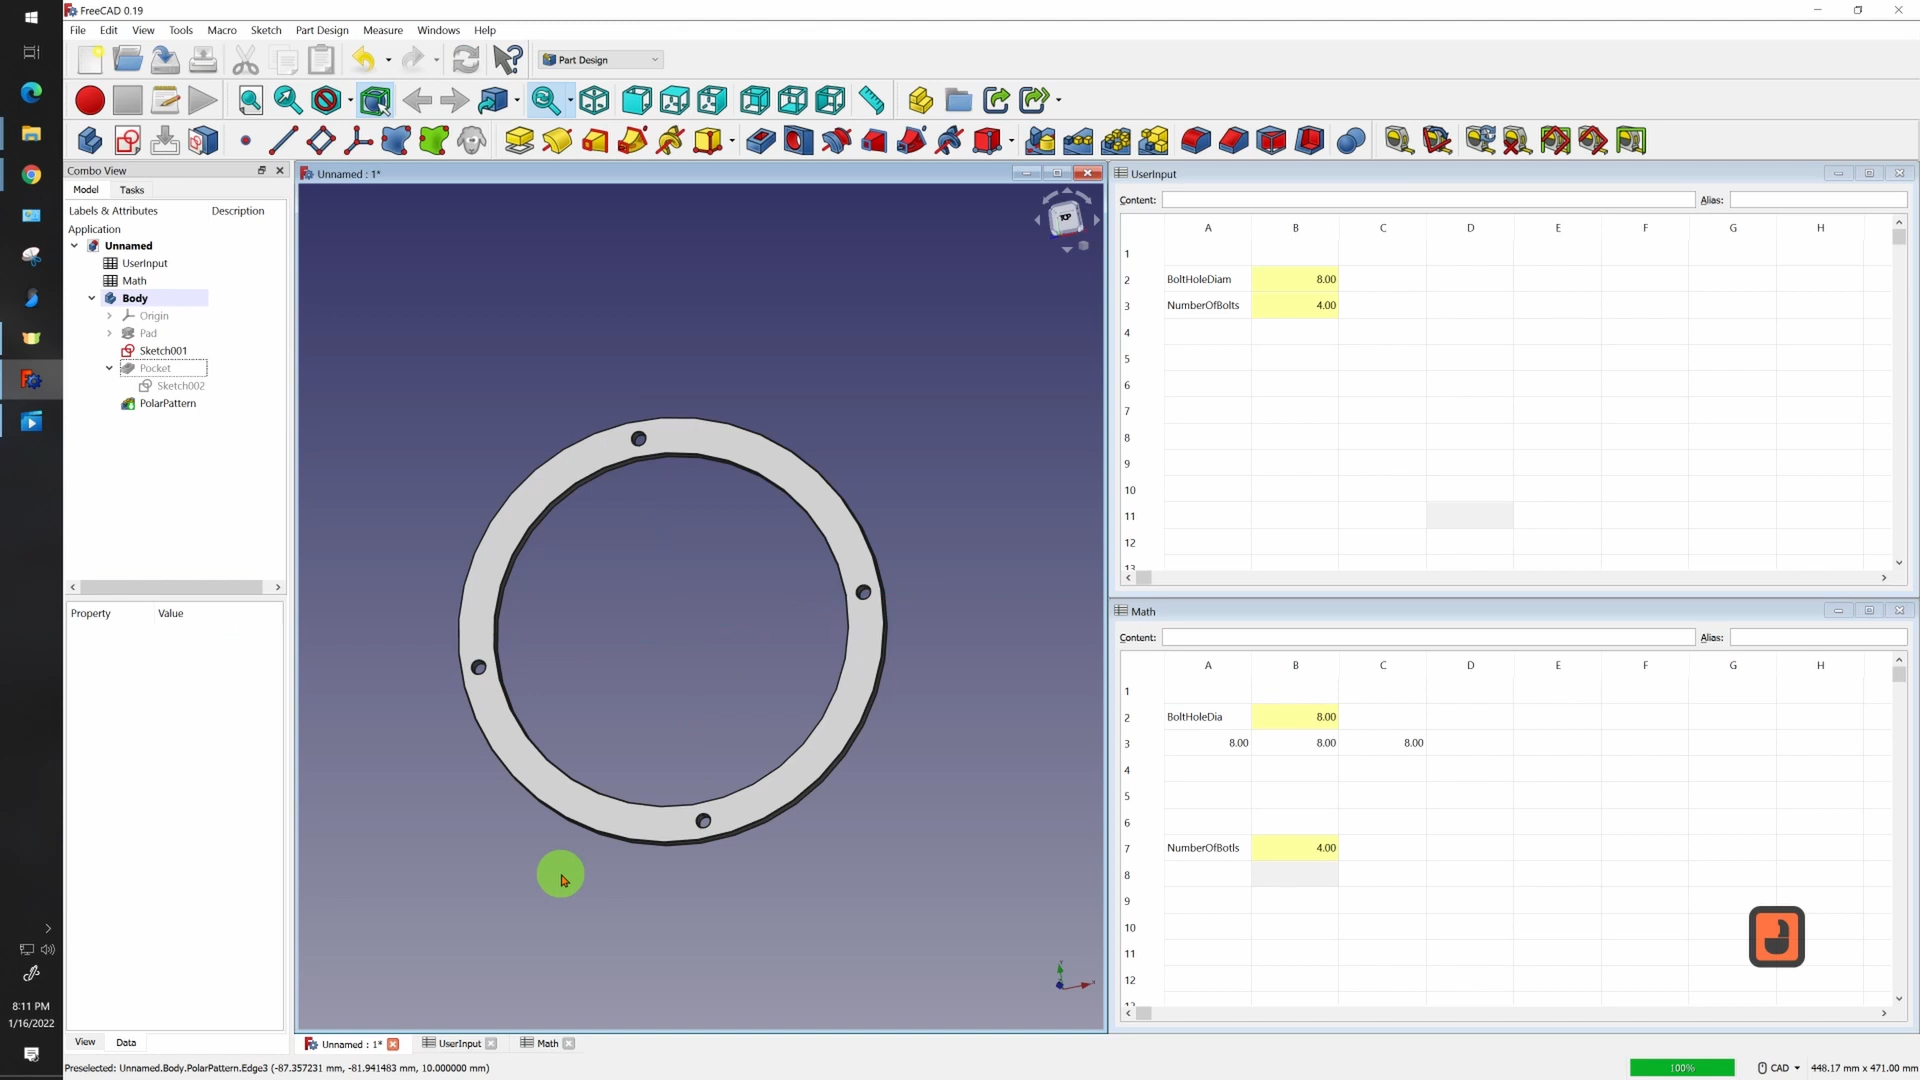 FreeCAD 0.19
File Edit View Tools Macro Sketch Part Design Measure Windows Help
Part Design
Combo View
Model Tasks
Labels & Attributes Description
Application
Unnamed
UserInput
Math
Body
Origin
Pad
Sketch001
Pocket
Sketch002
PolarPattern
Property Value
View Data
Unnamed : 1*
TOP
Y
X
Unnamed : 1* UserInput Math
UserInput
Content: Alias:
A B C D E F G H
1
2 BoltHoleDiam 8.00
3 NumberOfBolts 4.00
4
5
6
7
8
9
10
11
12
13
Math
Content: Alias:
A B C D E F G H
1
2 BoltHoleDia 8.00
3 8.00 8.00 8.00
4
5
6
7 NumberOfBotls 4.00
8
9
10
11
12
8:11 PM
1/16/2022
Preselected: Unnamed.Body.PolarPattern.Edge3 (-87.357231 mm, -81.941483 mm, 10.000000 mm)
100% CAD 448.17 mm x 471.00 mm